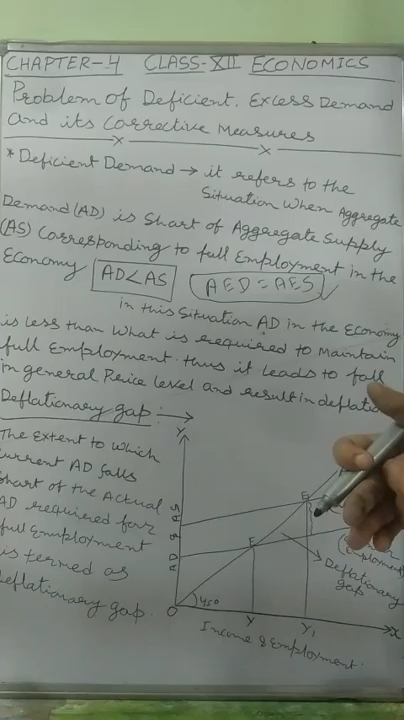 CHAPTER-4 CLASS-XII ECONOMICS
Problem of Deficient. Excess Demand
and its Corrective Measures
* Deficient Demand → it refers to the
Situation When Aggregate
Demand (AD) is Short of Aggregate Supply
(AS) Corresponding to full Employment in the
Economy AD<AS AED = AES
in this Situation AD in the Economy
is less than What is required to Maintain
full Employment. thus it leads to fall
in general Price level and result in deflatio
Deflationary gap :→
The Extent to Which
current AD falls
short of the Actual
AD required for
full Employment
is termed as
deflationary gap.
Y
AD & AS
E
E
Deflationary
gap
O
45°
Y
Y1
X
Income & Employment.